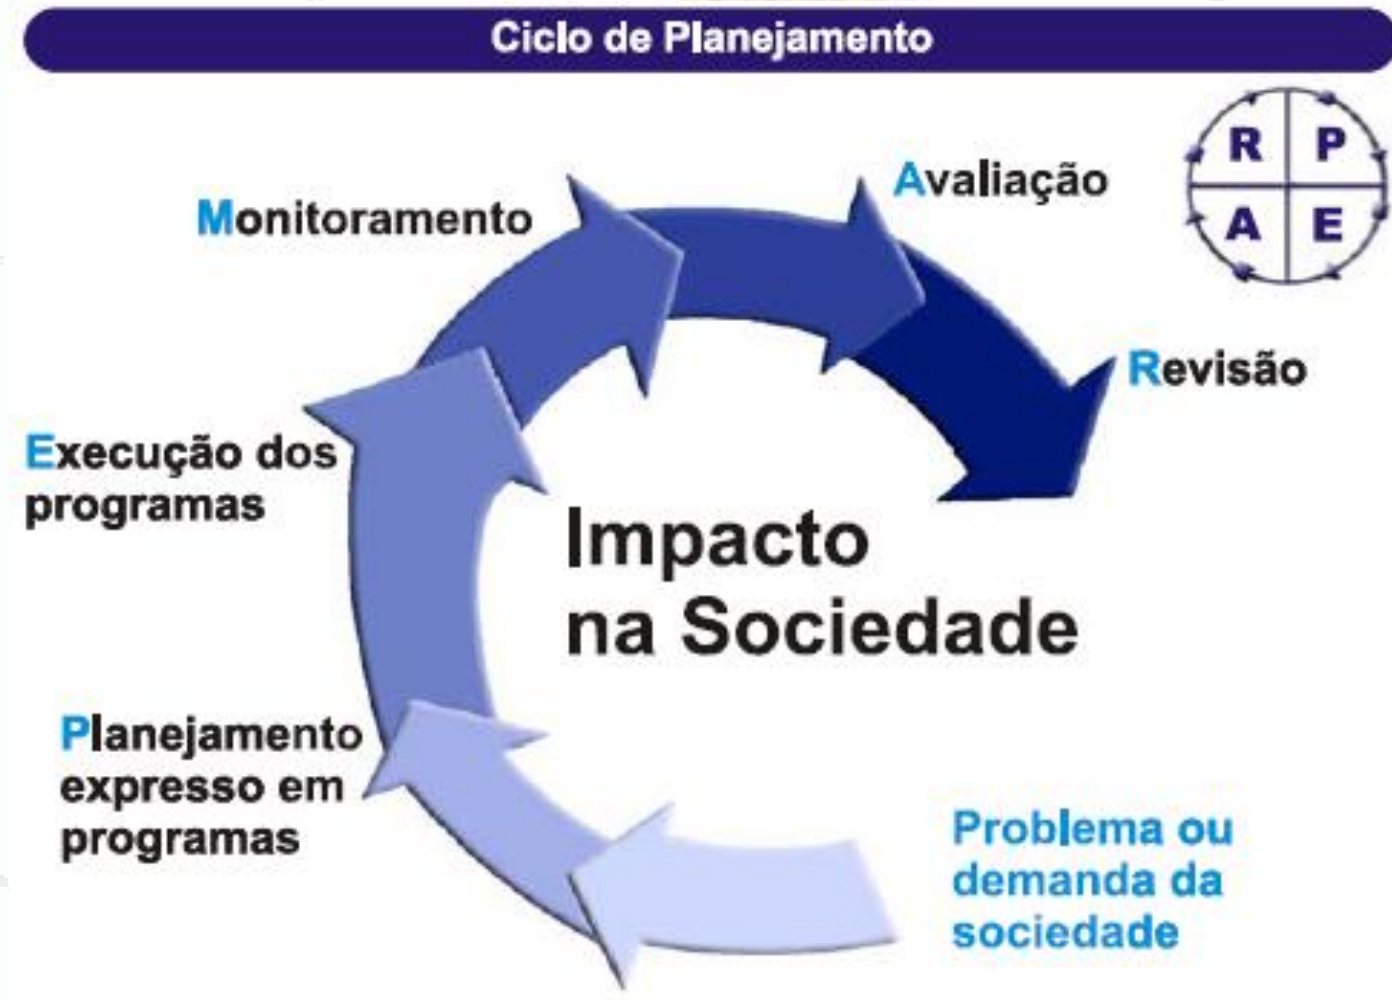 Ciclo de Planejamento
R P
A E
Avaliação
Monitoramento
Revisão
Execução dos
programas
Impacto
na Sociedade
Planejamento
expresso em
programas
Problema ou
demanda da
sociedade